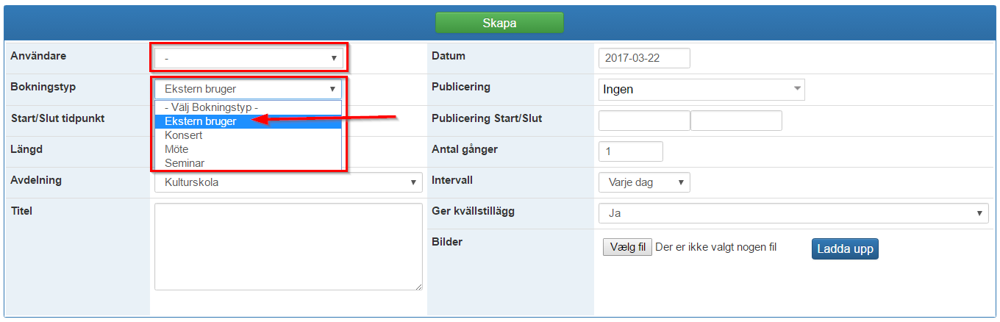 Skapa
Användare - Datum 2017-03-22
Bokningstyp Ekstern bruger Publicering Ingen
- Välj Bokningstyp -
Start/Slut tidpunkt Ekstern bruger Publicering Start/Slut
Konsert
Längd Möte Antal gånger 1
Seminar
Avdelning Kulturskola Intervall Varje dag
Titel Ger kvällstillägg Ja
Bilder Vælg fil Der er ikke valgt nogen fil Ladda upp